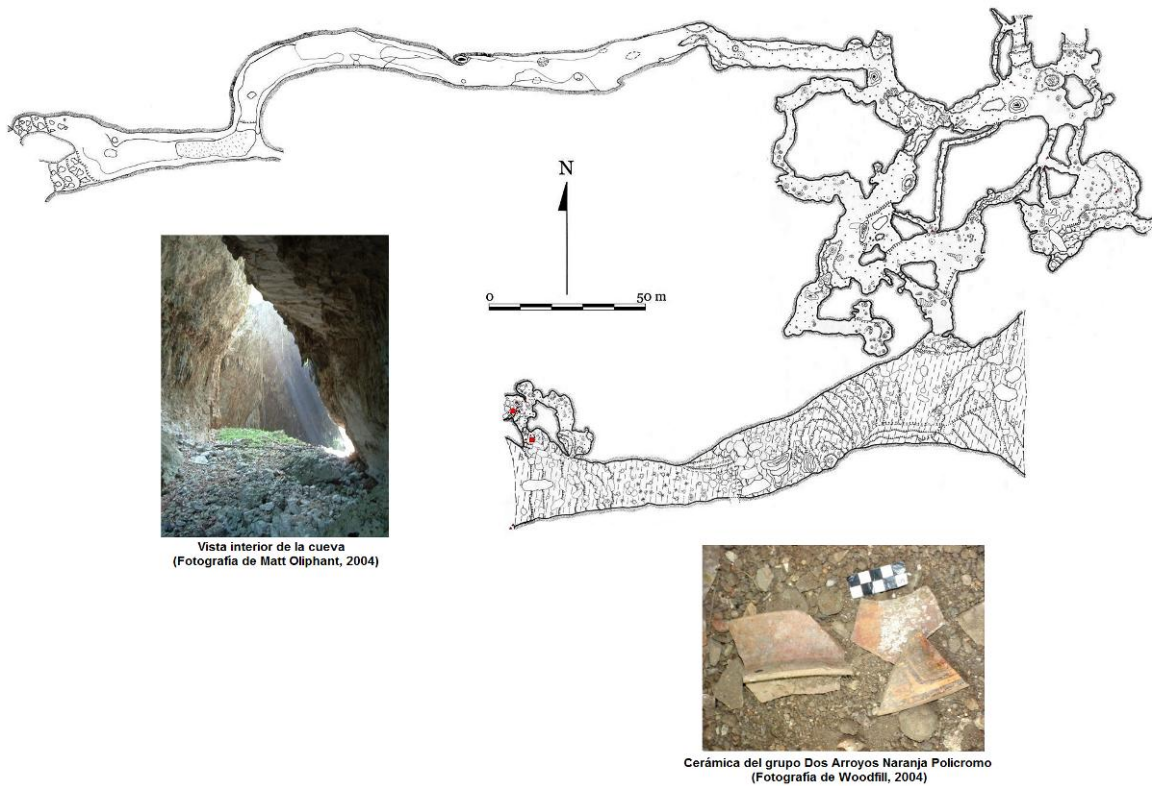 N
0 50 m
Vista interior de la cueva
(Fotografía de Matt Oliphant, 2004)
Cerámica del grupo Dos Arroyos Naranja Policromo
(Fotografía de Woodfill, 2004)